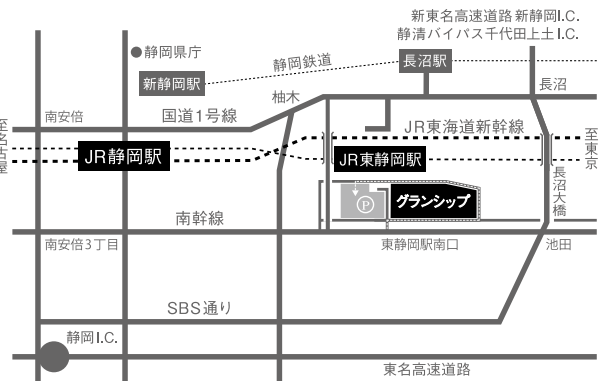 新東名高速道路 新静岡I.C.
静清バイパス千代田上土I.C.
静岡県庁
静岡鉄道
長沼駅
新静岡駅
柚木
長沼
南安倍
国道1号線
JR東海道新幹線
至名古屋
至東京
JR静岡駅
JR東静岡駅
長沼大橋
P
グランシップ
南幹線
南安倍3丁目
東静岡駅南口
池田
SBS通り
静岡I.C.
東名高速道路